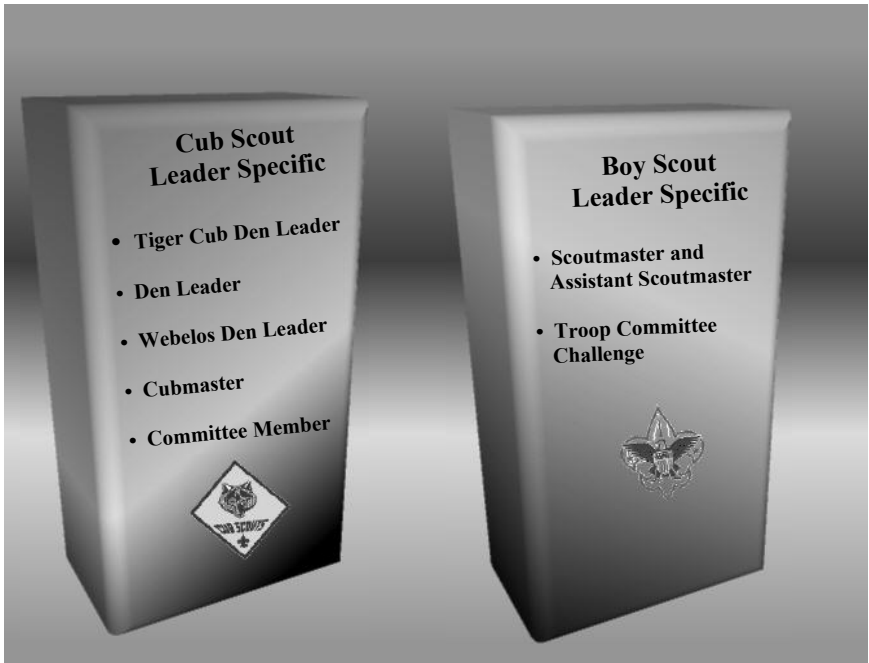 Cub Scout
Leader Specific
• Tiger Cub Den Leader
• Den Leader
• Webelos Den Leader
• Cubmaster
• Committee Member
CUB SCOUTS
Boy Scout
Leader Specific
• Scoutmaster and
Assistant Scoutmaster
• Troop Committee
Challenge